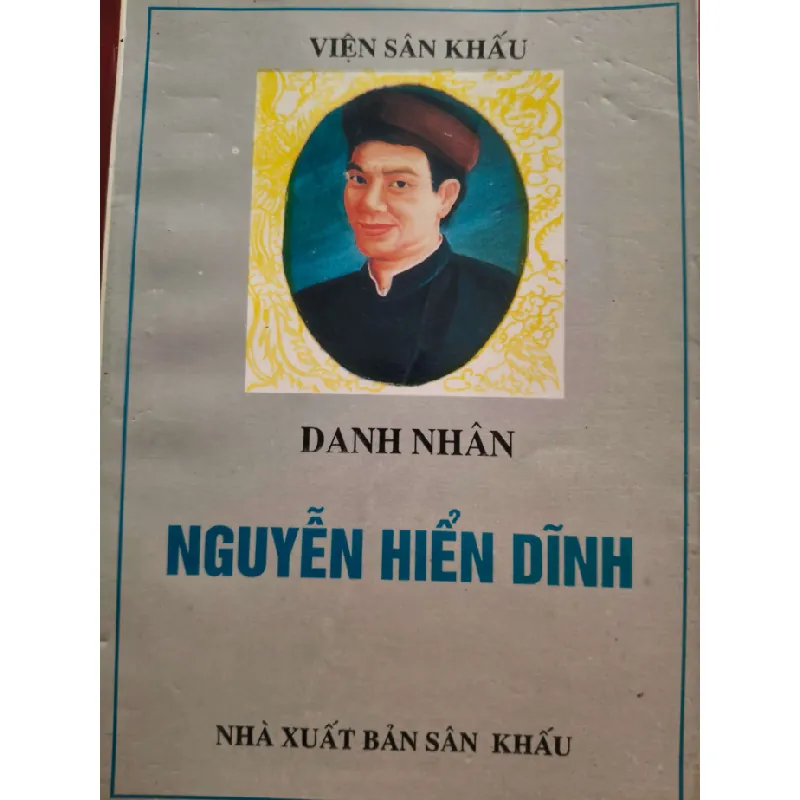 VIỆN SÂN KHẤU
DANH NHÂN
NGUYỄN HIỂN DĨNH
NHÀ XUẤT BẢN SÂN KHẤU